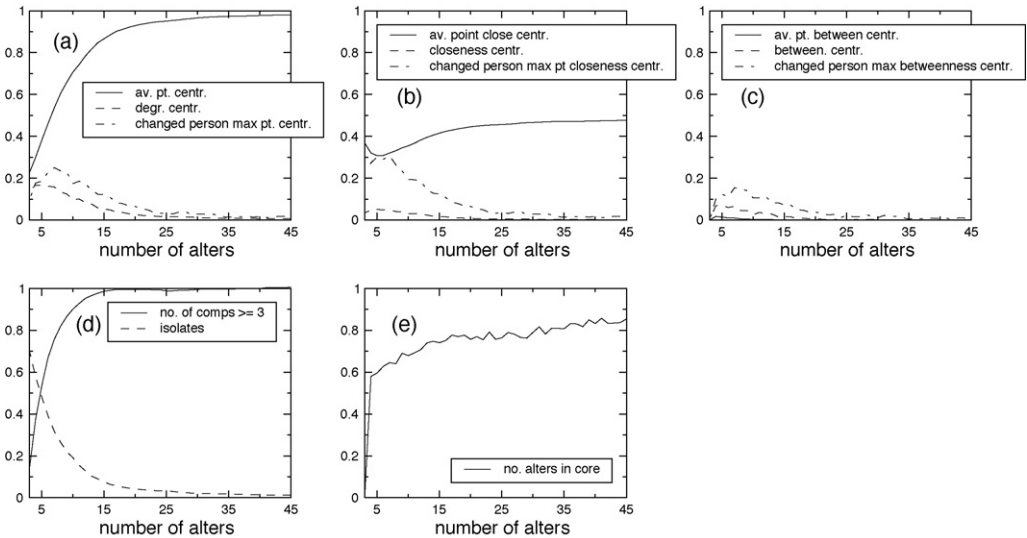 1
0.8
0.6
0.4
0.2
0
(a)
av. pt. centr.
degr. centr.
changed person max pt. centr.
5 15 25 35 45
number of alters
1
0.8
0.6
0.4
0.2
0
av. point close centr.
closeness centr.
changed person max pt closeness centr.
(b)
5 15 25 35 45
number of alters
1
0.8
0.6
0.4
0.2
0
av. pt. between centr.
between. centr.
changed person max betweenness centr.
(c)
5 15 25 35 45
number of alters
1
0.8
0.6
0.4
0.2
0
no. of comps >= 3
isolates
(d)
5 15 25 35 45
number of alters
1
0.8
0.6
0.4
0.2
0
(e)
no. alters in core
5 15 25 35 45
number of alters